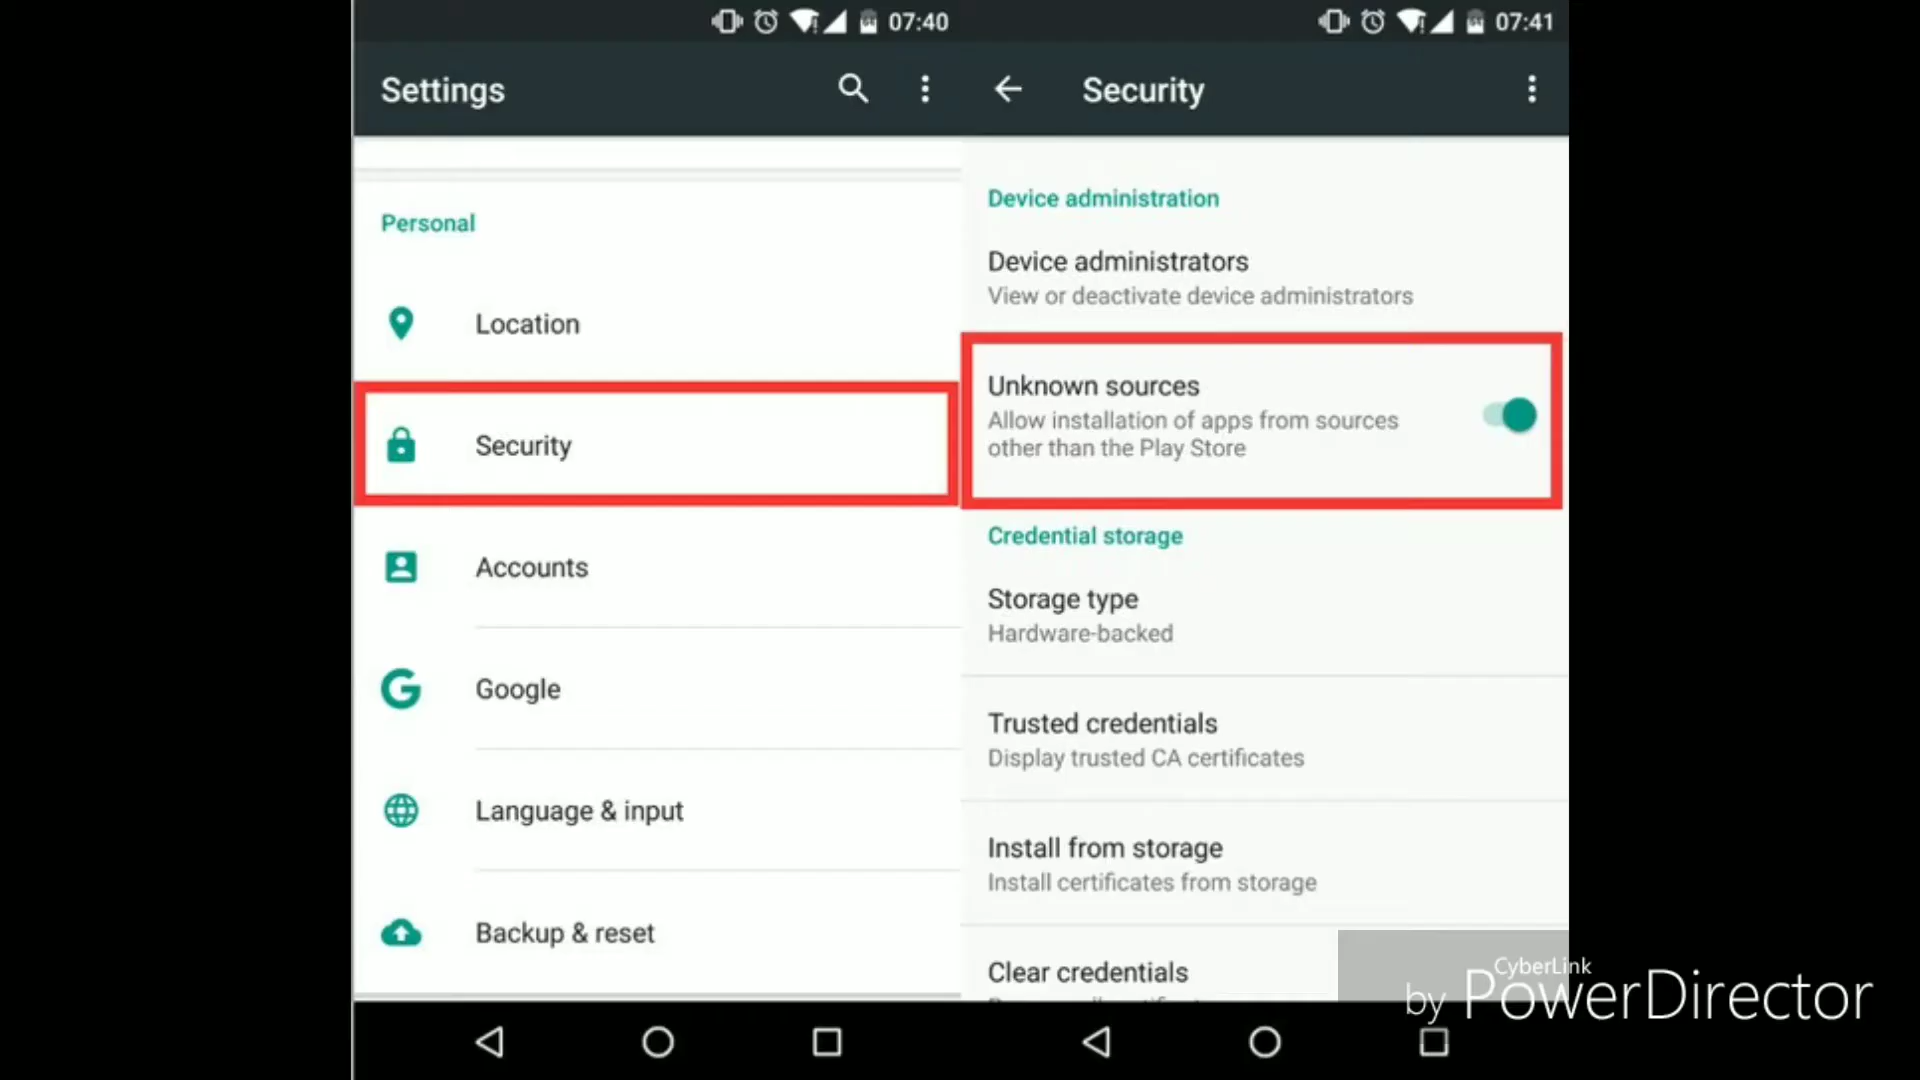 07:40
Settings
Personal
Location
Security
Accounts
Google
Language & input
Backup & reset
07:41
Security
Device administration
Device administrators
View or deactivate device administrators
Unknown sources
Allow installation of apps from sources
other than the Play Store
Credential storage
Storage type
Hardware-backed
Trusted credentials
Display trusted CA certificates
Install from storage
Install certificates from storage
Clear credentials
CyberLink
by PowerDirector